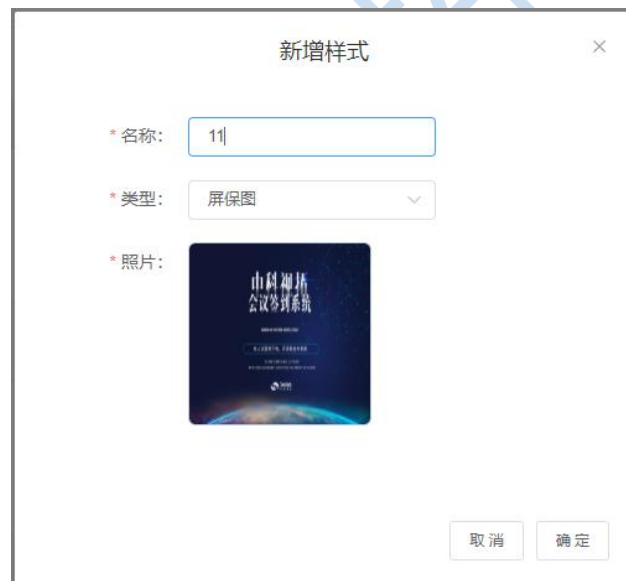 新增样式
* 名称： 11
* 类型： 屏保图
* 照片：
中科视拓
会议签到系统
取消 确定